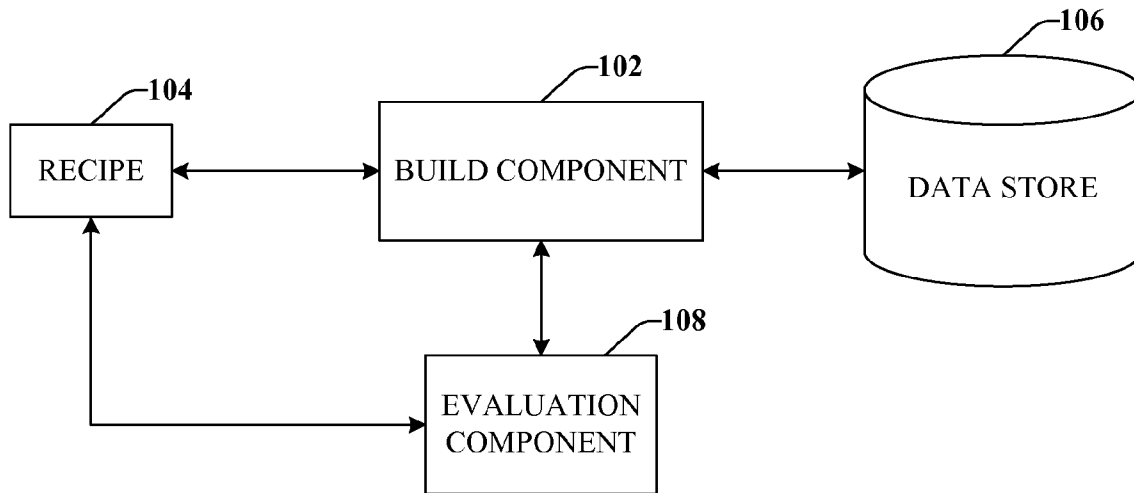 106
102
104
RECIPE
BUILD COMPONENT
DATA STORE
108
EVALUATION
COMPONENT